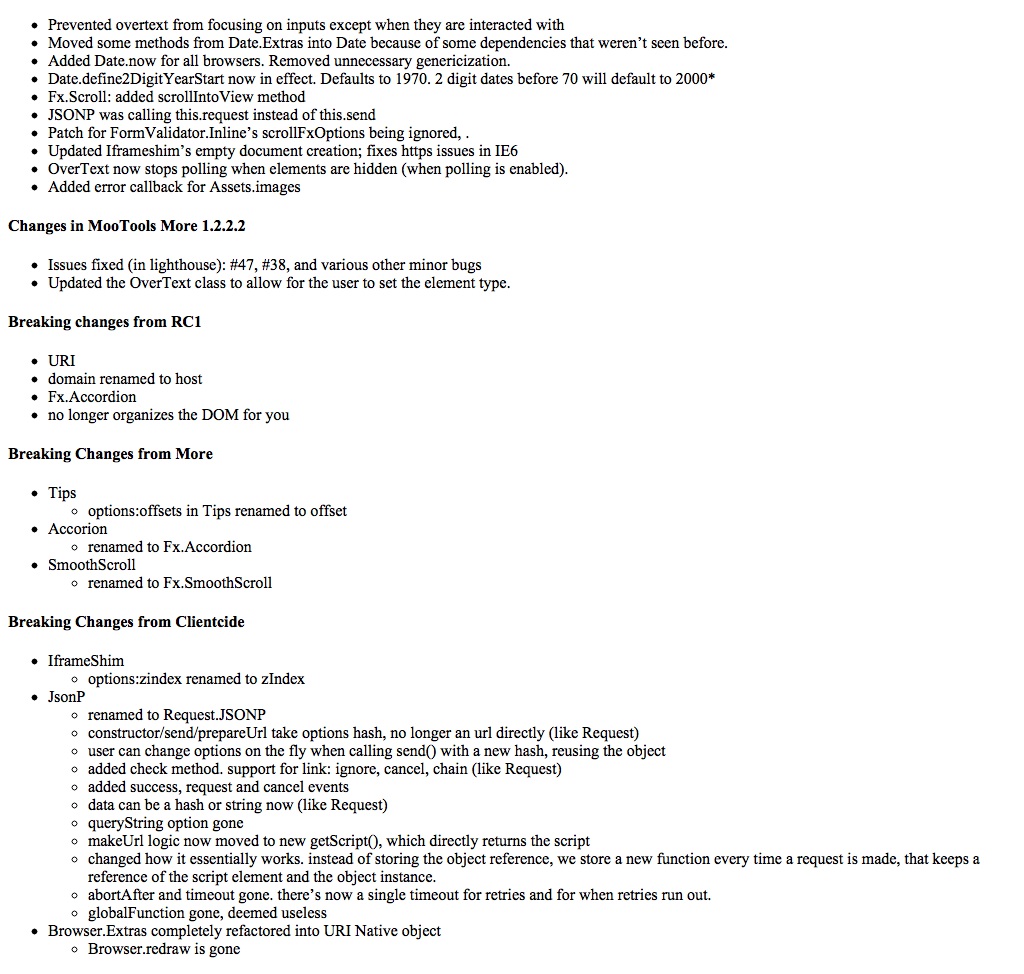 Prevented overtext from focusing on inputs except when they are interacted with
Moved some methods from Date.Extras into Date because of some dependencies that weren’t seen before.
Added Date.now for all browsers. Removed unnecessary genericization.
Date.define2DigitYearStart now in effect. Defaults to 1970. 2 digit dates before 70 will default to 2000*
Fx.Scroll: added scrollIntoView method
JSONP was calling this.request instead of this.send
Patch for FormValidator.Inline’s scrollFxOptions being ignored, .
Updated Iframeshim’s empty document creation; fixes https issues in IE6
OverText now stops polling when elements are hidden (when polling is enabled).
Added error callback for Assets.images
Changes in MooTools More 1.2.2.2
Issues fixed (in lighthouse): #47, #38, and various other minor bugs
Updated the OverText class to allow for the user to set the element type.
Breaking changes from RC1
URI
domain renamed to host
Fx.Accordion
no longer organizes the DOM for you
Breaking Changes from More
Tips
options:offsets in Tips renamed to offset
Accorion
renamed to Fx.Accordion
SmoothScroll
renamed to Fx.SmoothScroll
Breaking Changes from Clientcide
IframeShim
options:zindex renamed to zIndex
JsonP
renamed to Request.JSONP
constructor/send/prepareUrl take options hash, no longer an url directly (like Request)
user can change options on the fly when calling send() with a new hash, reusing the object
added check method. support for link: ignore, cancel, chain (like Request)
added success, request and cancel events
data can be a hash or string now (like Request)
queryString option gone
makeUrl logic now moved to new getScript(), which directly returns the script
changed how it essentially works. instead of storing the object reference, we store a new function every time a request is made, that keeps a
reference of the script element and the object instance.
abortAfter and timeout gone. there’s now a single timeout for retries and for when retries run out.
globalFunction gone, deemed useless
Browser.Extras completely refactored into URI Native object
Browser.redraw is gone